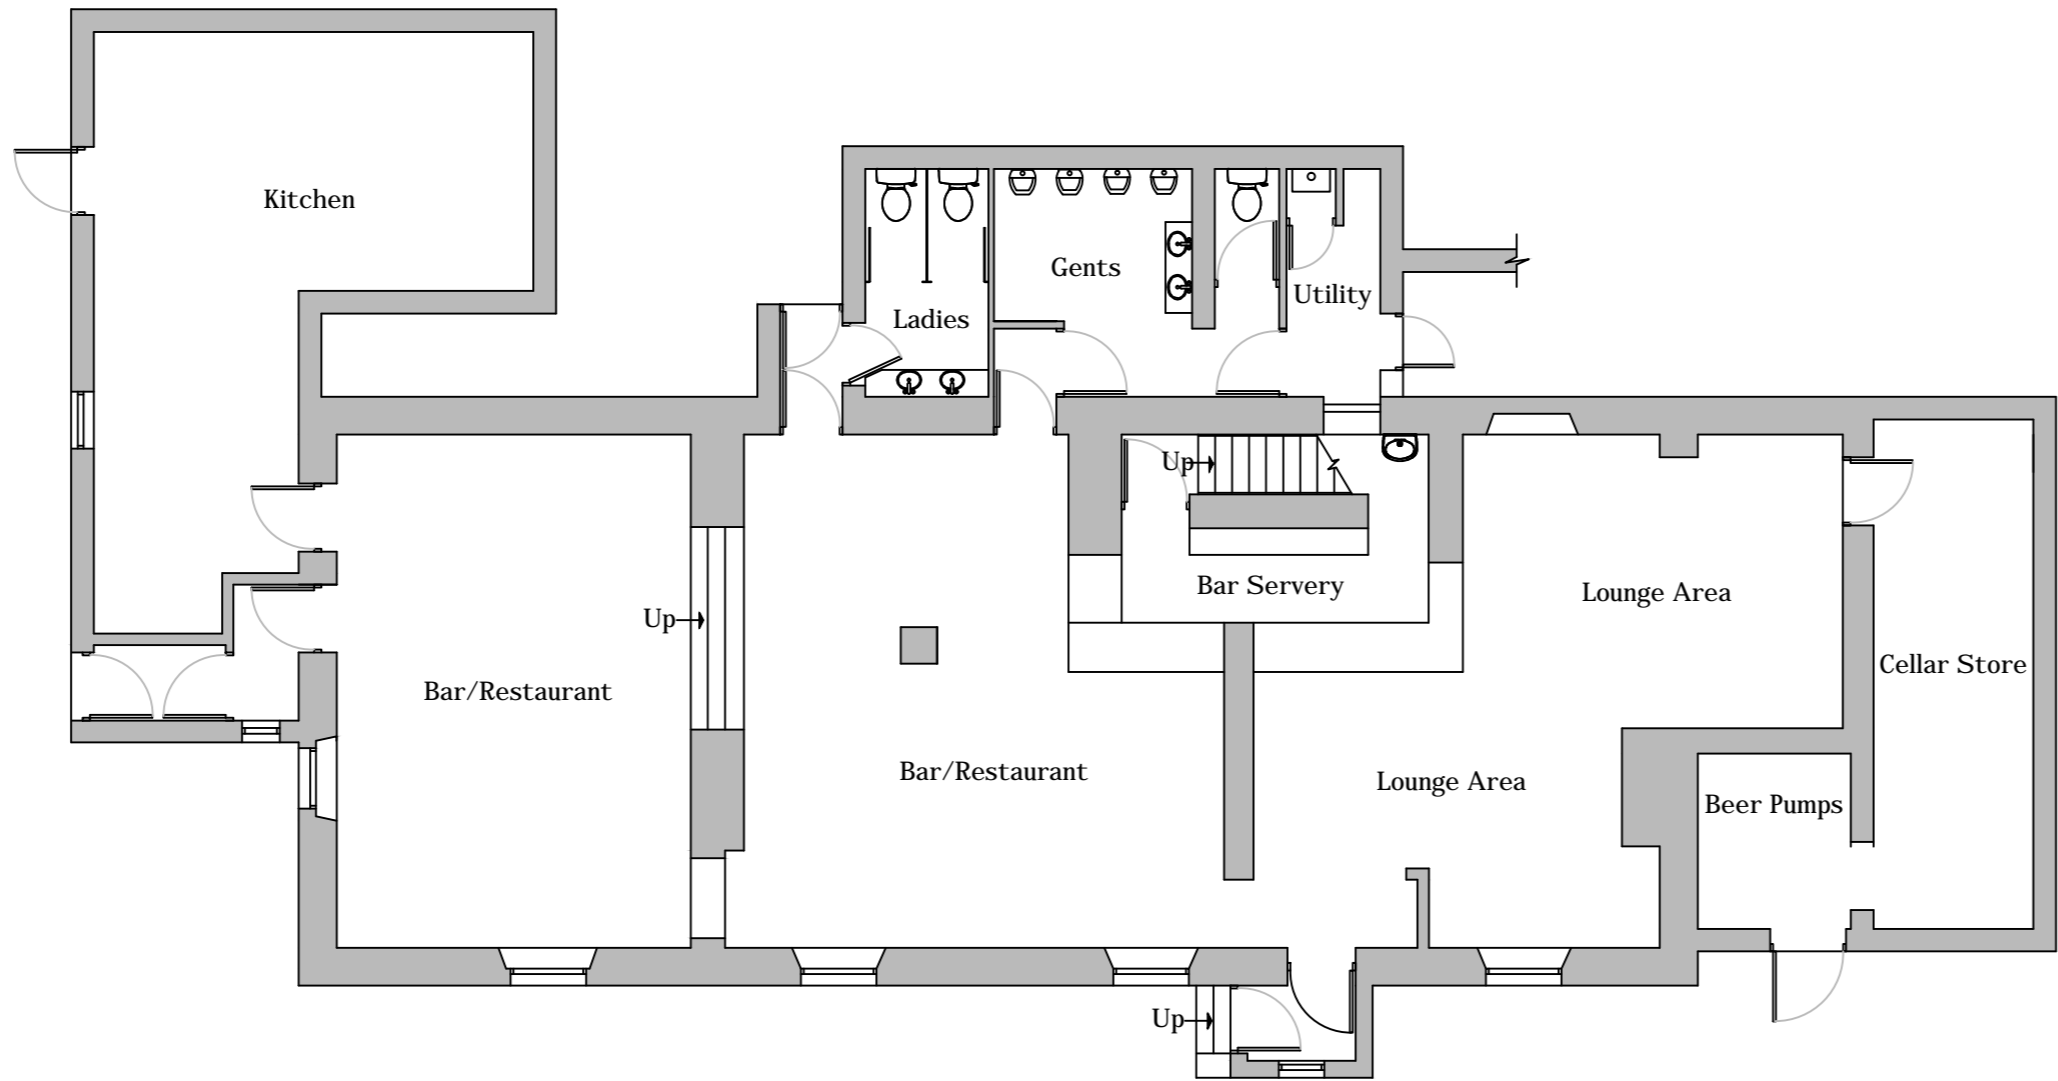 Kitchen
Gents
Utility
Ladies
Up
Bar Servery
Lounge Area
Up
Cellar Store
Bar/Restaurant
Bar/Restaurant
Lounge Area
Beer Pumps
Up